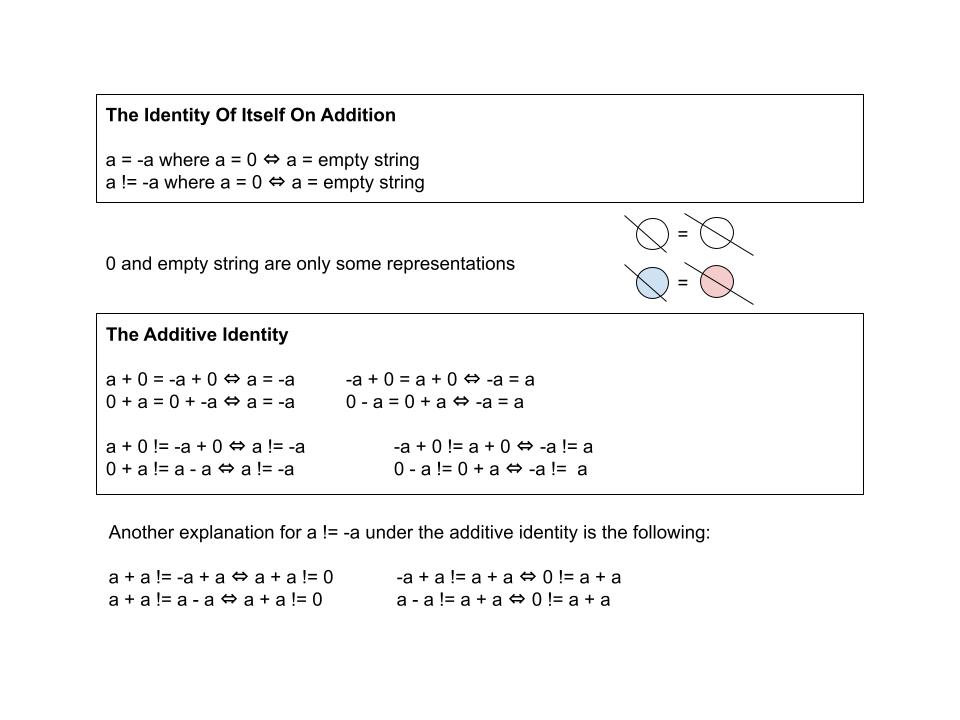 The Identity Of Itself On Addition
a = -a where a = 0 ⇔ a = empty string
a != -a where a = 0 ⇔ a = empty string
=
0 and empty string are only some representations
=
The Additive Identity
a + 0 = -a + 0 ⇔ a = -a -a + 0 = a + 0 ⇔ -a = a
0 + a = 0 + -a ⇔ a = -a 0 - a = 0 + a ⇔ -a = a
a + 0 != -a + 0 ⇔ a != -a -a + 0 != a + 0 ⇔ -a != a
0 + a != a - a ⇔ a != -a 0 - a != 0 + a ⇔ -a != a
Another explanation for a != -a under the additive identity is the following:
a + a != -a + a ⇔ a + a != 0 -a + a != a + a ⇔ 0 != a + a
a + a != a - a ⇔ a + a != 0 a - a != a + a ⇔ 0 != a + a